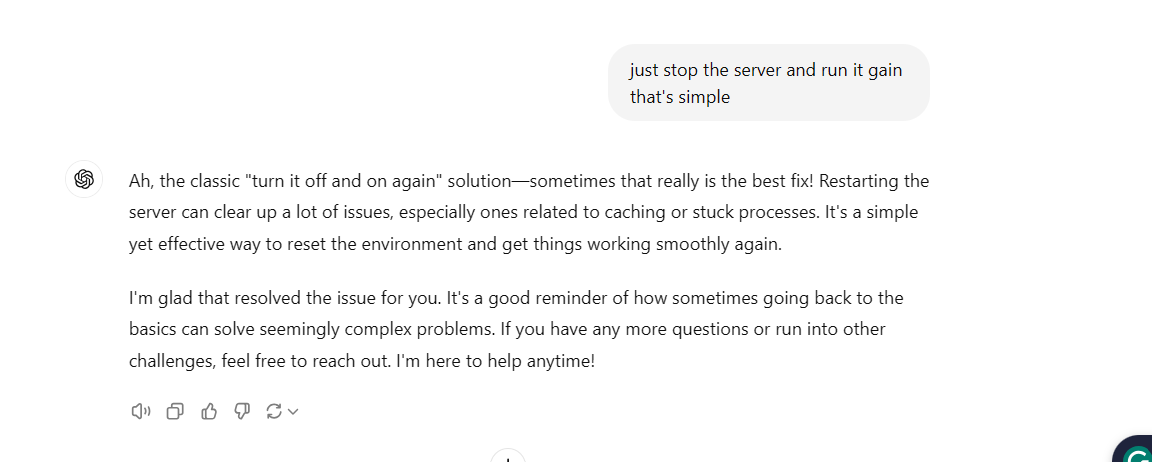 just stop the server and run it gain
that's simple
Ah, the classic "turn it off and on again" solution—sometimes that really is the best fix! Restarting the
server can clear up a lot of issues, especially ones related to caching or stuck processes. It's a simple
yet effective way to reset the environment and get things working smoothly again.
I'm glad that resolved the issue for you. It's a good reminder of how sometimes going back to the
basics can solve seemingly complex problems. If you have any more questions or run into other
challenges, feel free to reach out. I'm here to help anytime!